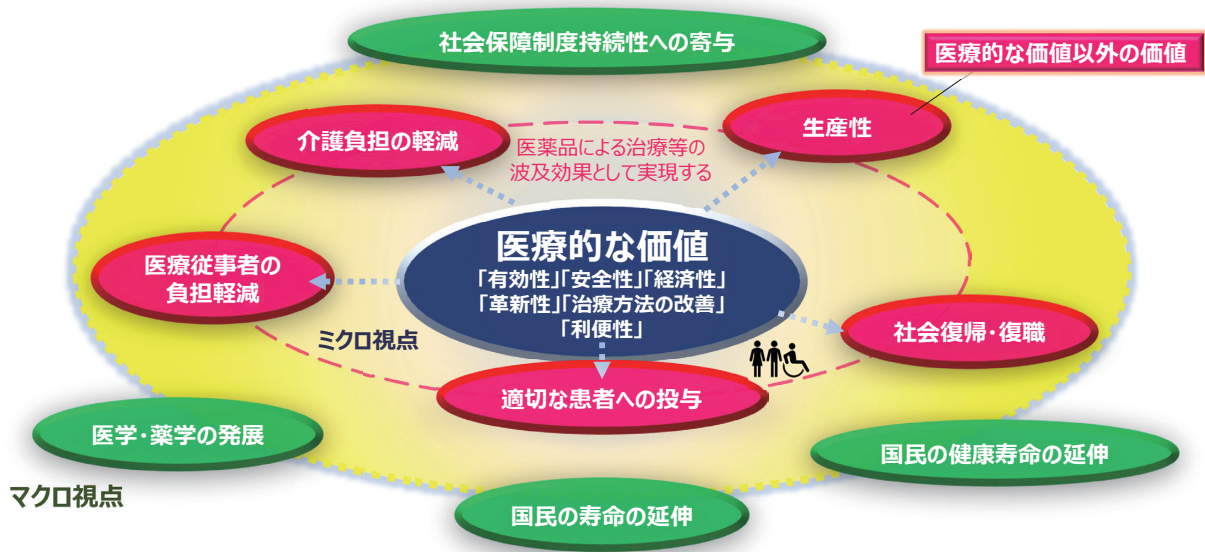 社会保障制度持続性への寄与
医療的な価値以外の価値
介護負担の軽減
生産性
医薬品による治療等の
波及効果として実現する
医療的な価値
「有効性」「安全性」「経済性」
「革新性」「治療方法の改善」
「利便性」
医療従事者の
負担軽減
ミクロ視点
社会復帰・復職
適切な患者への投与
医学・薬学の発展
国民の健康寿命の延伸
マクロ視点
国民の寿命の延伸